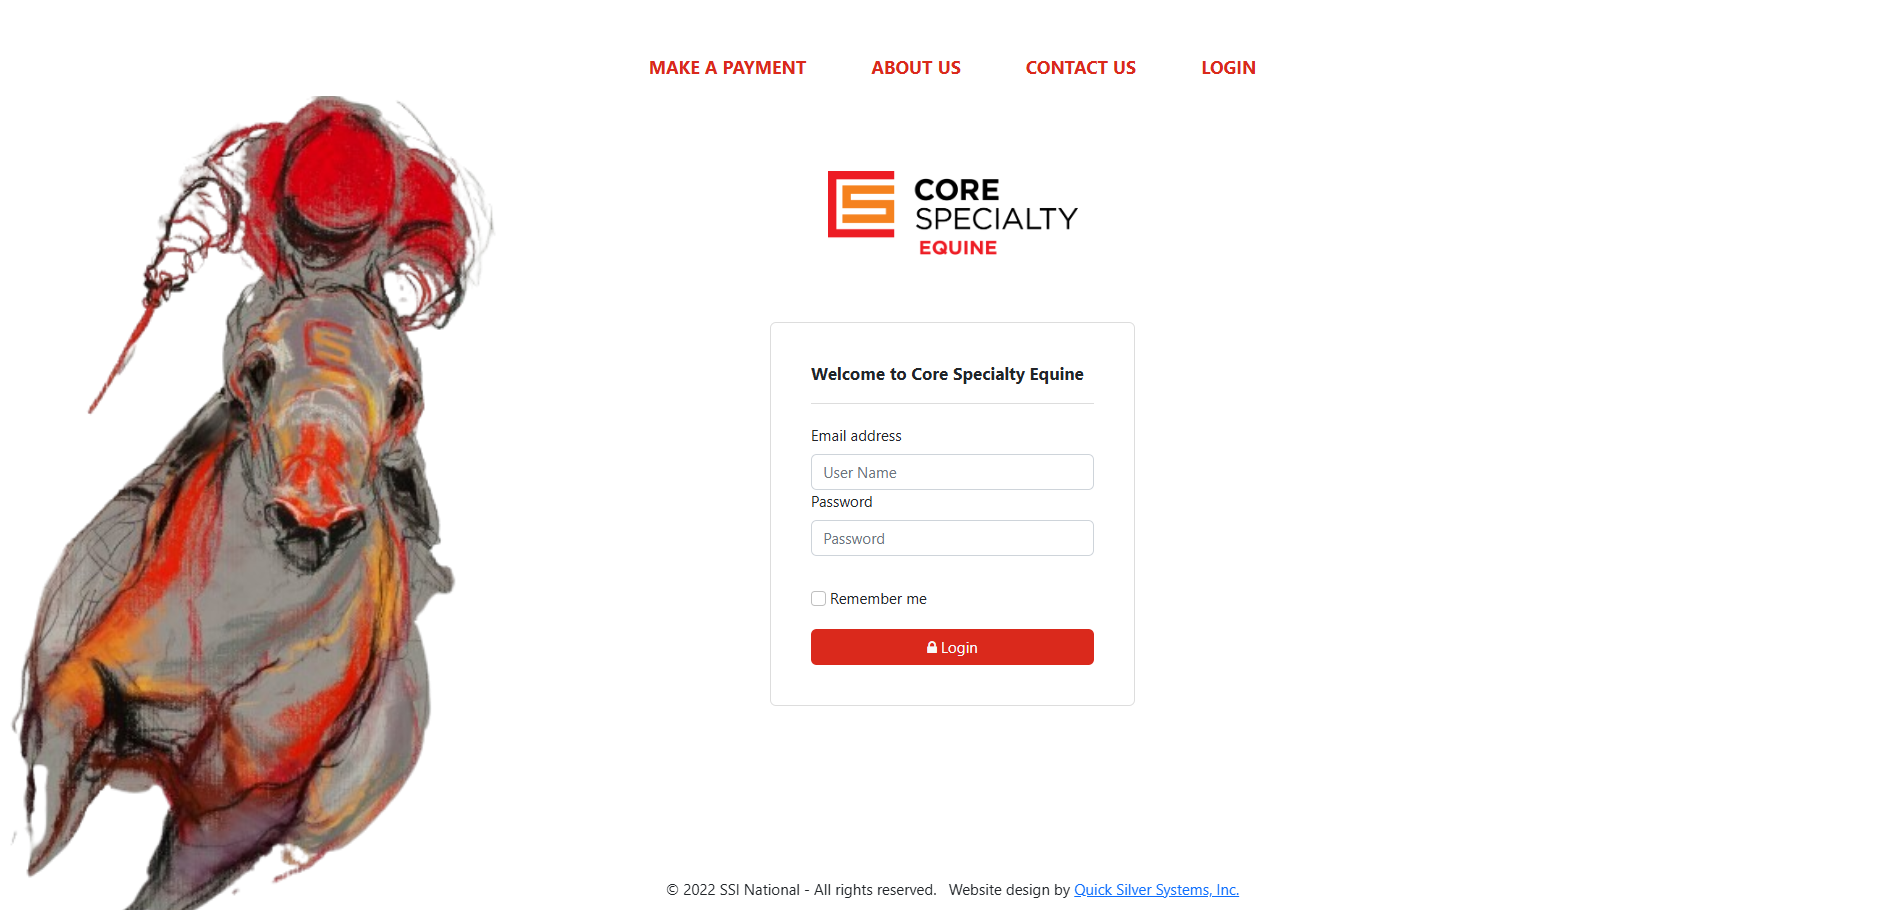 MAKE A PAYMENT ABOUT US CONTACT US LOGIN
CORE
SPECIALTY
EQUINE
Welcome to Core Specialty Equine
Email address
User Name
Password
Password
Remember me
Login
© 2022 SSI National - All rights reserved. Website design by Quick Silver Systems, Inc.